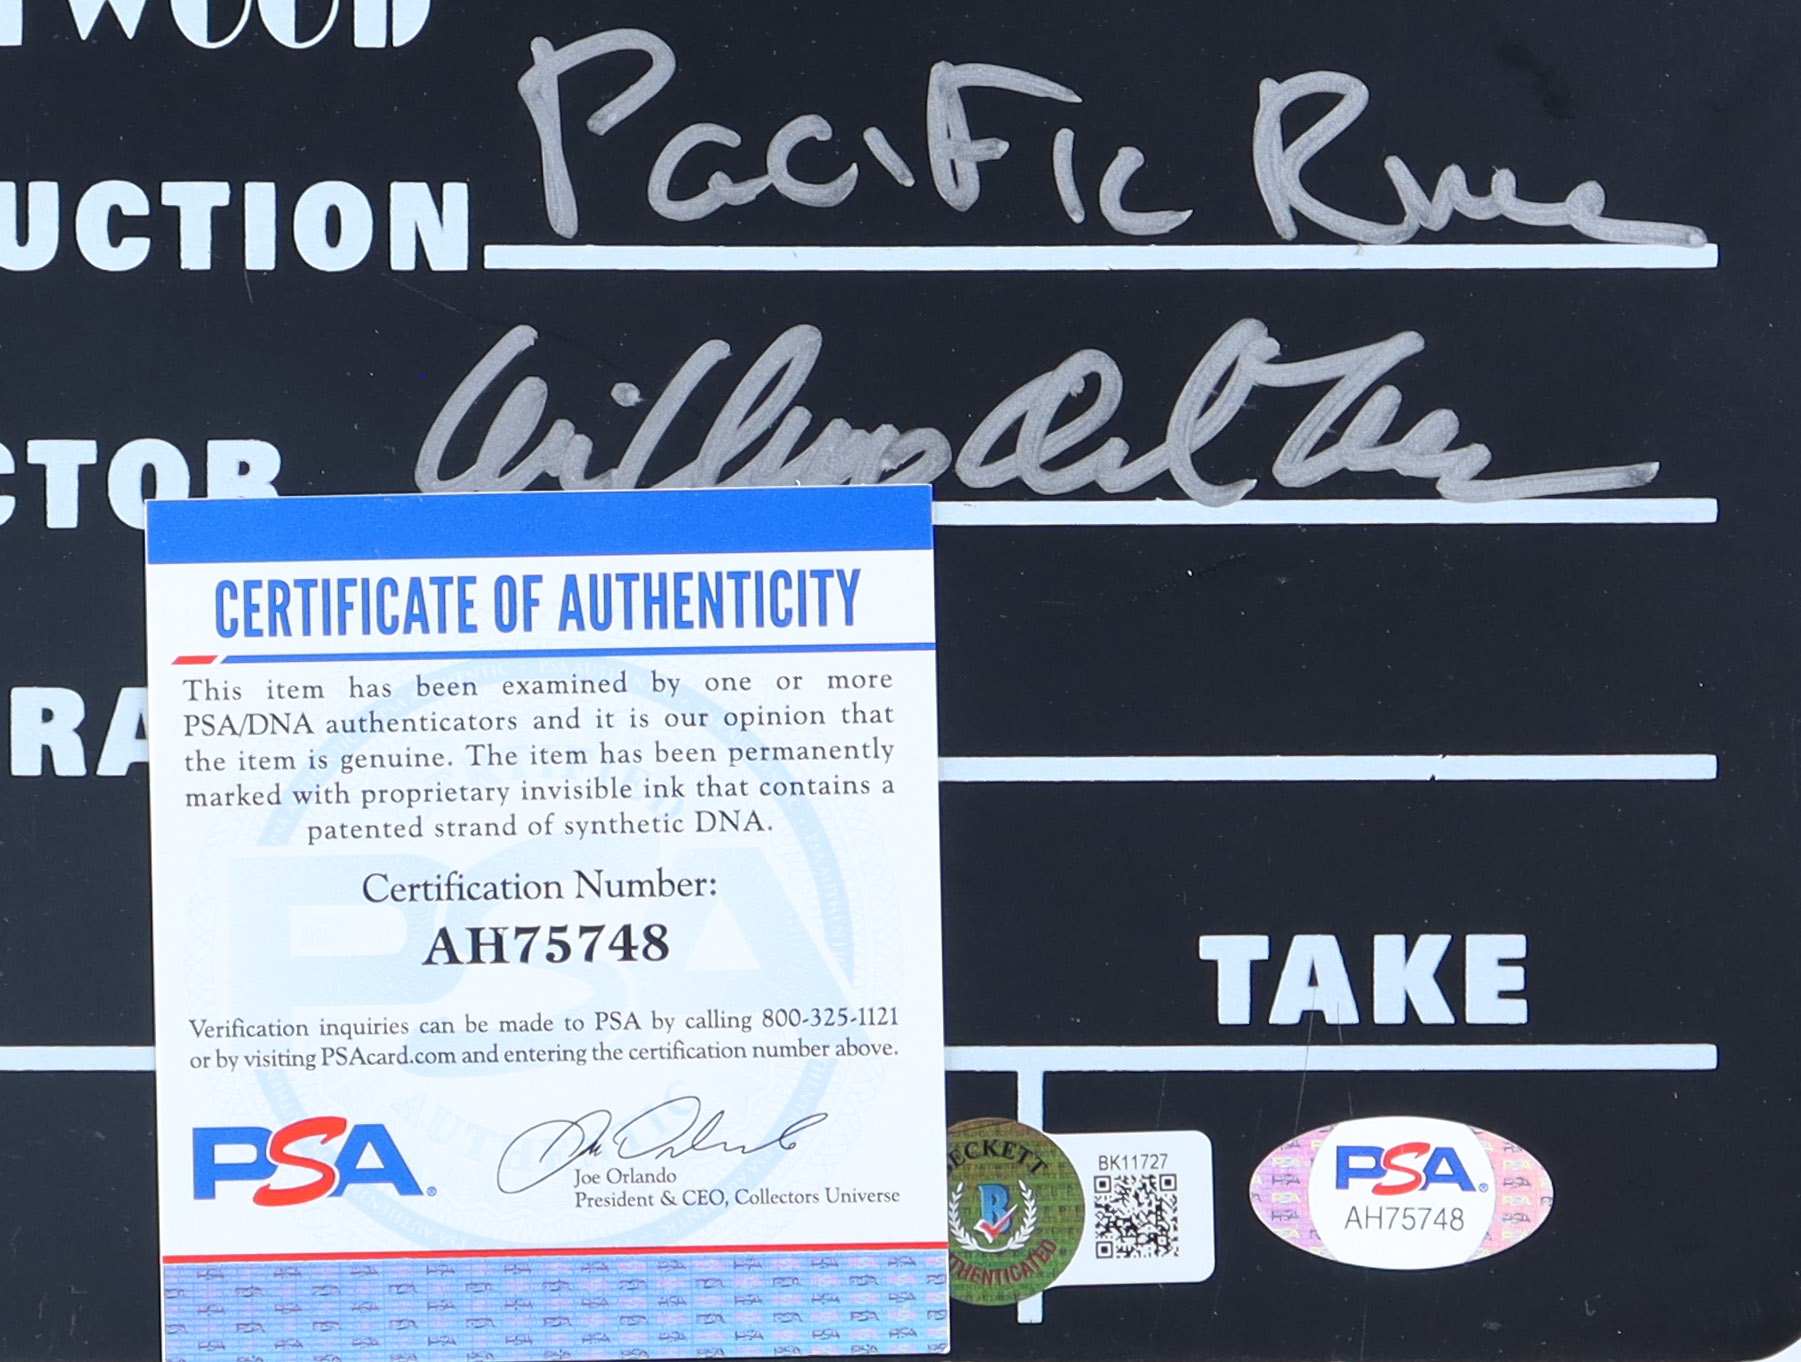 WOOD
Pacific Rim
UCTION
CTOR
CERTIFICATE OF AUTHENTICITY
This item has been examined by one or more
PSA/DNA authenticators and it is our opinion that
the item is genuine. The item has been permanently
marked with proprietary invisible ink that contains a
patented strand of synthetic DNA.
RA
Certification Number:
AH75748
TAKE
Verification inquiries can be made to PSA by calling 800-325-1121
or by visiting PSAcard.com and entering the certification number above.
PSA
Joe Orlando
President & CEO, Collectors Universe
ECKETT
B
AUTHENTICATED
BK11727
PSA
AH75748